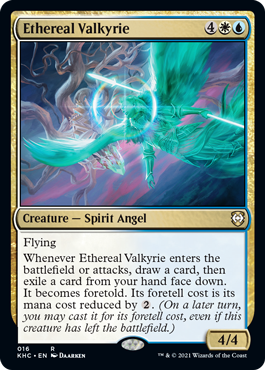 Ethereal Valkyrie 4
Creature — Spirit Angel
Flying
Whenever Ethereal Valkyrie enters the
battlefield or attacks, draw a card, then
exile a card from your hand face down.
It becomes foretold. Its foretell cost is its
mana cost reduced by 2. (On a later turn,
you may cast it for its foretold cost, even if this
creature has left the battlefield.)
4/4
016 R
KHC • EN DAARKEN ™ & © 2021 Wizards of the Coast